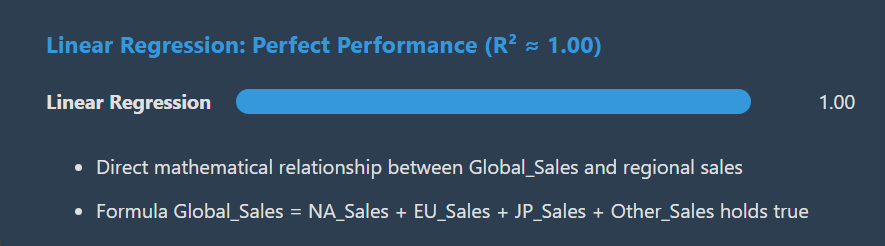 Linear Regression: Perfect Performance (R² ≈ 1.00)
Linear Regression 1.00
• Direct mathematical relationship between Global_Sales and regional sales
• Formula Global_Sales = NA_Sales + EU_Sales + JP_Sales + Other_Sales holds true